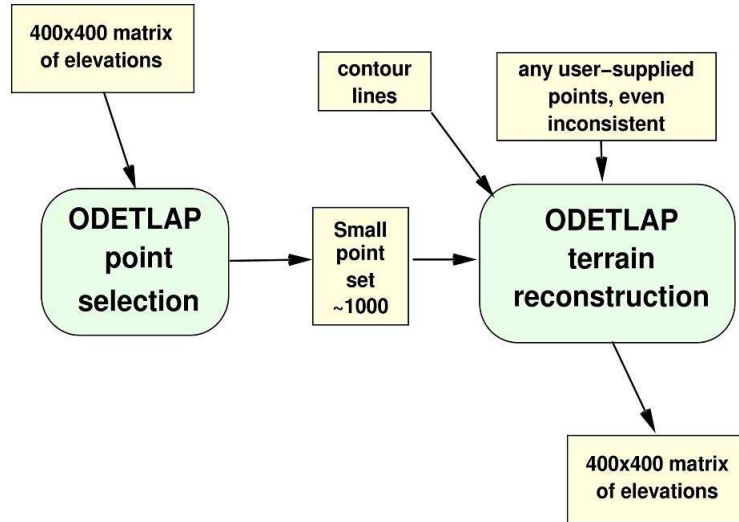 400x400 matrix
of elevations
contour
lines
any user-supplied
points, even
inconsistent
ODETLAP
point
selection
Small
point
set
~1000
ODETLAP
terrain
reconstruction
400x400 matrix
of elevations